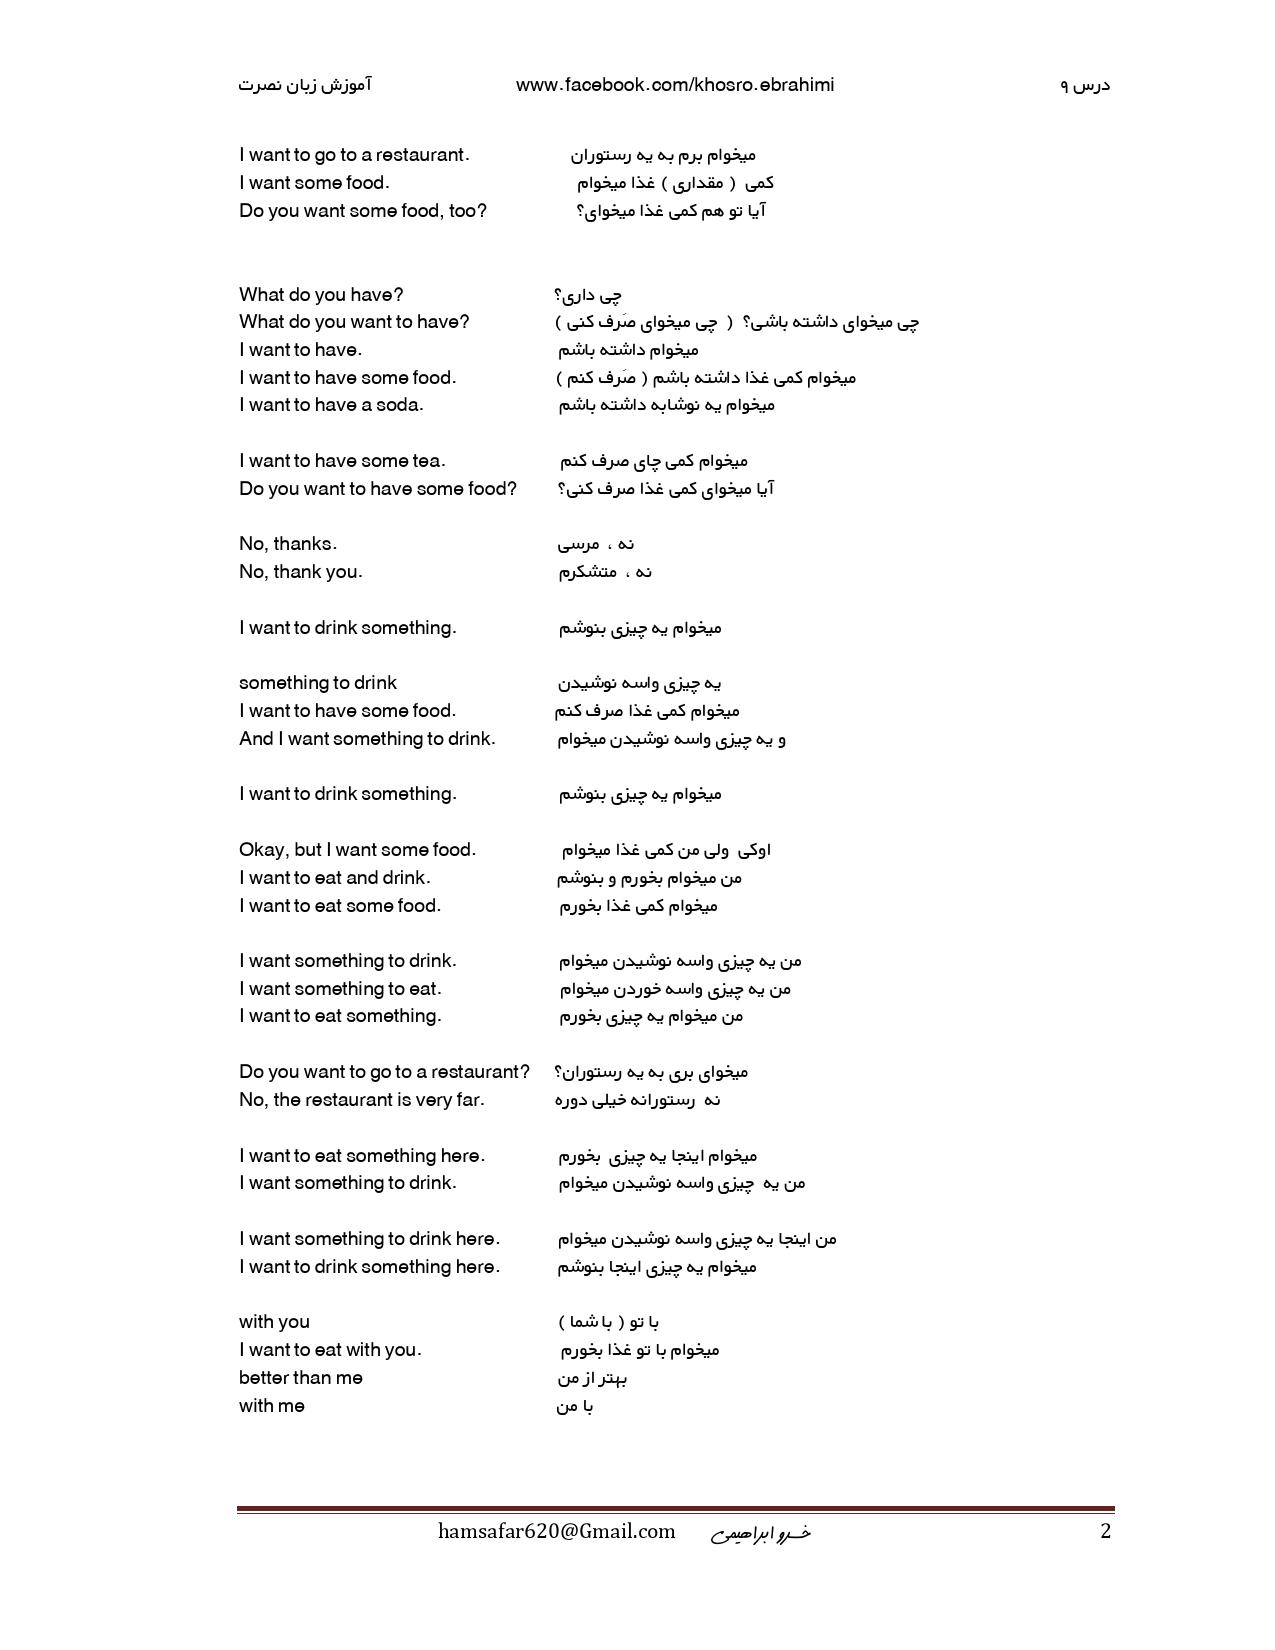 آموزش زبان نصرت www.facebook.com/khosro.ebrahimi درس ۹
I want to go to a restaurant. میخوام برم به یه رستوران
I want some food. کمی ( مقداری ) غذا میخوام
Do you want some food, too? آیا تو هم کمی غذا میخوای؟
What do you have? چی داری؟
What do you want to have? چی میخوای داشته باشی؟ ( چی میخوای صَرف کنی )
I want to have. میخوام داشته باشم
I want to have some food. میخوام کمی غذا داشته باشم ( صَرف کنم )
I want to have a soda. میخوام یه نوشابه داشته باشم
I want to have some tea. میخوام کمی چای صرف کنم
Do you want to have some food? آیا میخوای کمی غذا صرف کنی؟
No, thanks. نه ، مرسی
No, thank you. نه ، متشکرم
I want to drink something. میخوام یه چیزی بنوشم
something to drink یه چیزی واسه نوشیدن
I want to have some food. میخوام کمی غذا صرف کنم
And I want something to drink. و یه چیزی واسه نوشیدن میخوام
I want to drink something. میخوام یه چیزی بنوشم
Okay, but I want some food. اوکی ولی من کمی غذا میخوام
I want to eat and drink. من میخوام بخورم و بنوشم
I want to eat some food. میخوام کمی غذا بخورم
I want something to drink. من یه چیزی واسه نوشیدن میخوام
I want something to eat. من یه چیزی واسه خوردن میخوام
I want to eat something. من میخوام یه چیزی بخورم
Do you want to go to a restaurant? میخوای بری به یه رستوران؟
No, the restaurant is very far. نه رستورانه خیلی دوره
I want to eat something here. میخوام اینجا یه چیزی بخورم
I want something to drink. من یه چیزی واسه نوشیدن میخوام
I want something to drink here. من اینجا یه چیزی واسه نوشیدن میخوام
I want to drink something here. میخوام یه چیزی اینجا بنوشم
with you با تو ( با شما )
I want to eat with you. میخوام با تو غذا بخورم
better than me بهتر از من
with me با من
hamsafar620@Gmail.com خسرو ابراهیمی 2